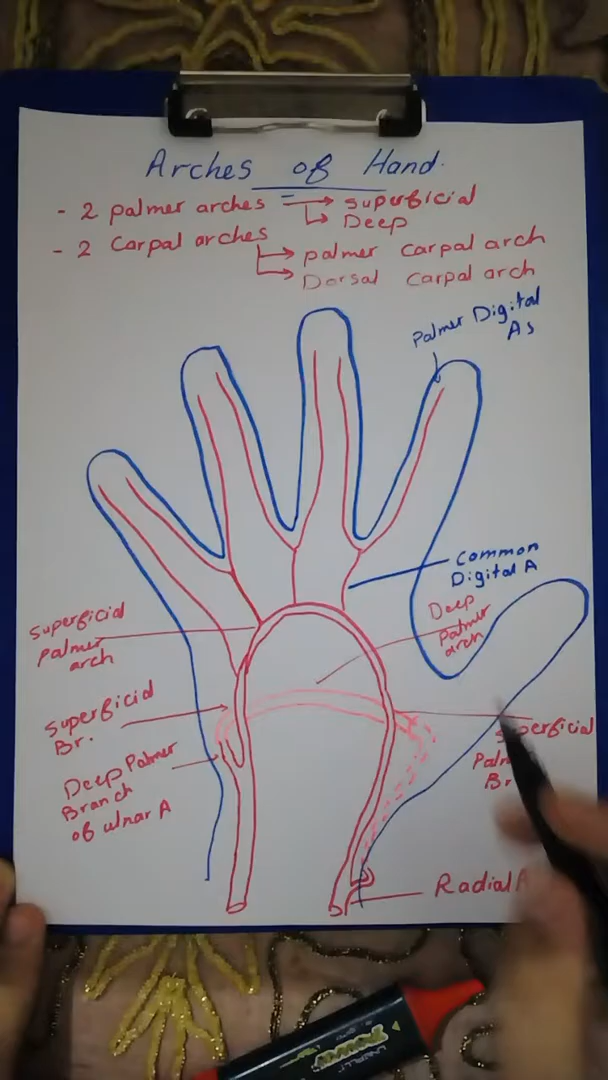 Arches of Hand.
- 2 palmer arches → superficial
→ Deep
- 2 Carpal arches
→ palmer carpal arch
→ Dorsal carpal arch
Palmer Digital
As
Common
Digital A
Deep
palmer
arch
Superficial
palmer
arch
Superficial
Br.
Deep Palmer
Branch
of ulnar A
superficial
Br
Radial A